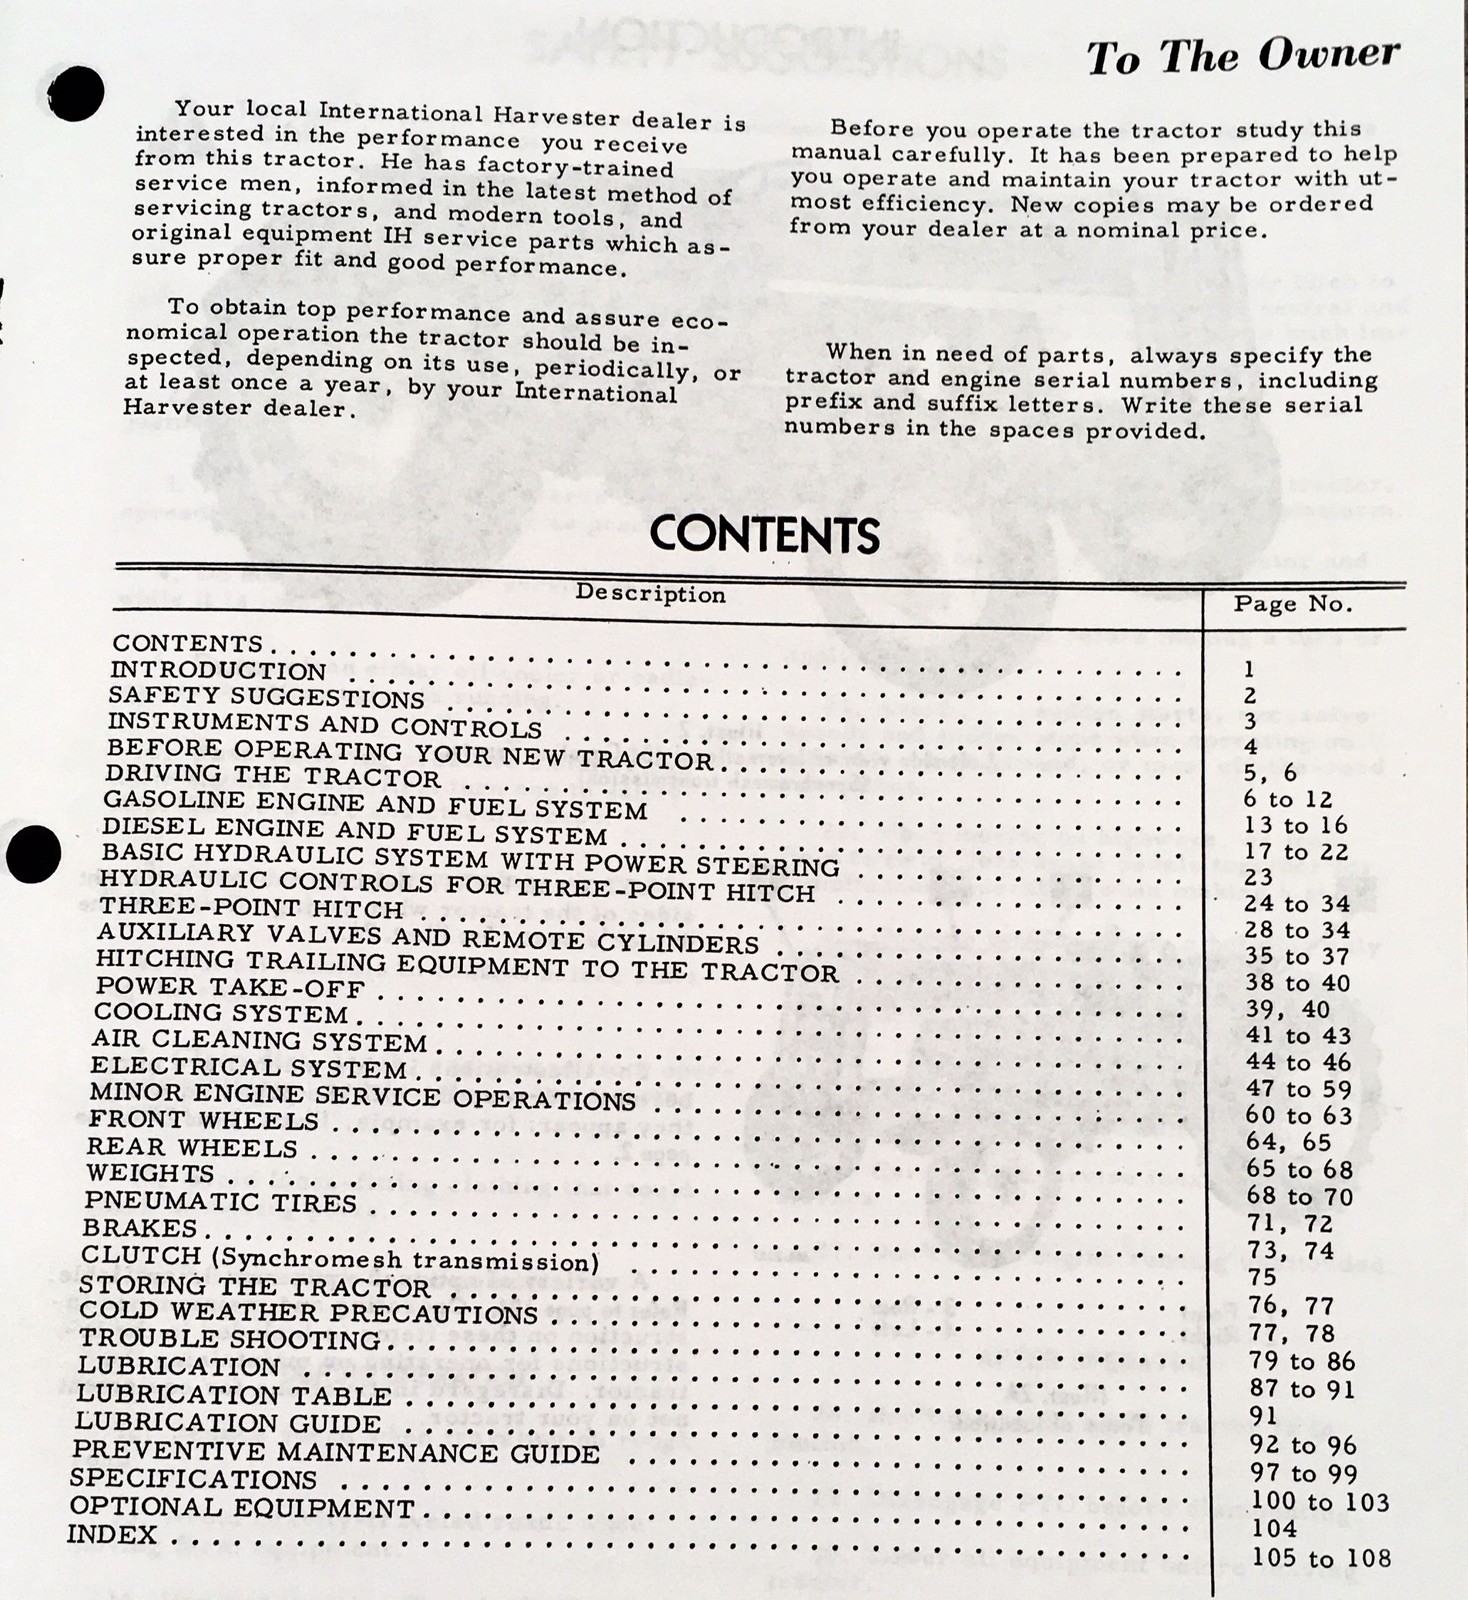 To The Owner
Your local International Harvester dealer is
interested in the performance you receive
from this tractor. He has factory-trained
service men, informed in the latest method of
servicing tractors, and modern tools, and
original equipment IH service parts which as-
sure proper fit and good performance.
To obtain top performance and assure eco-
nomical operation the tractor should be in-
spected, depending on its use, periodically, or
at least once a year, by your International
Harvester dealer.
Before you operate the tractor study this
manual carefully. It has been prepared to help
you operate and maintain your tractor with ut-
most efficiency. New copies may be ordered
from your dealer at a nominal price.
When in need of parts, always specify the
tractor and engine serial numbers, including
prefix and suffix letters. Write these serial
numbers in the spaces provided.
CONTENTS
Description Page No.
CONTENTS 1
INTRODUCTION 2
SAFETY SUGGESTIONS 3
INSTRUMENTS AND CONTROLS 4
BEFORE OPERATING YOUR NEW TRACTOR 5, 6
DRIVING THE TRACTOR 6 to 12
GASOLINE ENGINE AND FUEL SYSTEM 13 to 16
DIESEL ENGINE AND FUEL SYSTEM 17 to 22
BASIC HYDRAULIC SYSTEM WITH POWER STEERING 23
HYDRAULIC CONTROLS FOR THREE-POINT HITCH 24 to 34
THREE-POINT HITCH 28 to 34
AUXILIARY VALVES AND REMOTE CYLINDERS 35 to 37
HITCHING TRAILING EQUIPMENT TO THE TRACTOR 38 to 40
POWER TAKE-OFF 39, 40
COOLING SYSTEM 41 to 43
AIR CLEANING SYSTEM 44 to 46
ELECTRICAL SYSTEM 47 to 59
MINOR ENGINE SERVICE OPERATIONS 60 to 63
FRONT WHEELS 64, 65
REAR WHEELS 65 to 68
WEIGHTS 68 to 70
PNEUMATIC TIRES 71, 72
BRAKES 73, 74
CLUTCH (Synchromesh transmission) 75
STORING THE TRACTOR 76, 77
COLD WEATHER PRECAUTIONS 77, 78
TROUBLE SHOOTING 79 to 86
LUBRICATION 87 to 91
LUBRICATION TABLE 91
LUBRICATION GUIDE 92 to 96
PREVENTIVE MAINTENANCE GUIDE 97 to 99
SPECIFICATIONS 100 to 103
OPTIONAL EQUIPMENT 104
INDEX 105 to 108